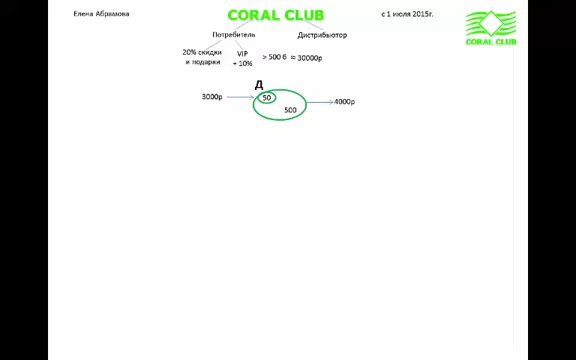 Елена Абрамова
CORAL CLUB
с 1 июля 2015г.
CORAL CLUB
Потребитель
Дистрибьютор
20% скидки
и подарки
VIP
+ 10%
> 500 б = 30000р
Д
3000р
50
500
4000р